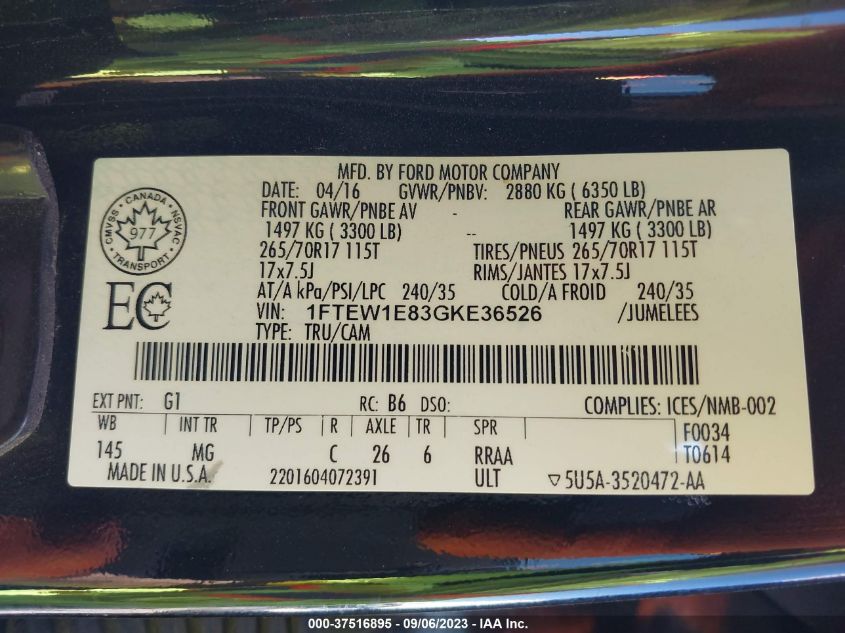 MFD. BY FORD MOTOR COMPANY
DATE: 04/16 GVWR/PNBV: 2880 KG ( 6350 LB)
FRONT GAWR/PNBE AV - REAR GAWR/PNBE AR
1497 KG ( 3300 LB) -- 1497 KG ( 3300 LB)
265/70R17 115T TIRES/PNEUS 265/70R17 115T
17x7.5J RIMS/JANTES 17x7.5J
AT/A kPa/PSI/LPC 240/35 COLD/A FROID 240/35
VIN: 1FTEW1E83GKE36526 /JUMELEES
TYPE: TRU/CAM
CANADA
CMVSS NSVAC
977
TRANSPORT
EC
EXT PNT: G1 RC: B6 DSO: COMPLIES: ICES/NMB-002
WB INT TR TP/PS R AXLE TR SPR F0034
145 MG C 26 6 RRAA T0614
MADE IN U.S.A. 2201604072391 ULT ▽5U5A-3520472-AA
000-37516895 - 09/06/2023 - IAA Inc.